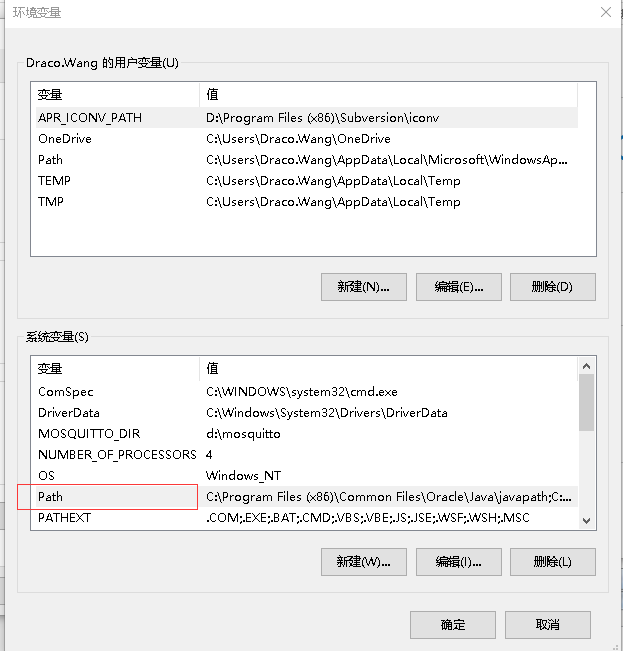 环境变量
Draco.Wang 的用户变量(U)
变量 值
APR_ICONV_PATH D:\Program Files (x86)\Subversion\iconv
OneDrive C:\Users\Draco.Wang\OneDrive
Path C:\Users\Draco.Wang\AppData\Local\Microsoft\WindowsAp...
TEMP C:\Users\Draco.Wang\AppData\Local\Temp
TMP C:\Users\Draco.Wang\AppData\Local\Temp
新建(N)... 编辑(E)... 删除(D)
系统变量(S)
变量 值
ComSpec C:\WINDOWS\system32\cmd.exe
DriverData C:\Windows\System32\Drivers\DriverData
MOSQUITTO_DIR d:\mosquitto
NUMBER_OF_PROCESSORS 4
OS Windows_NT
Path C:\Program Files (x86)\Common Files\Oracle\Java\javapath;C:...
PATHEXT .COM;.EXE;.BAT;.CMD;.VBS;.VBE;.JS;.JSE;.WSF;.WSH;.MSC
新建(W)... 编辑(I)... 删除(L)
确定 取消